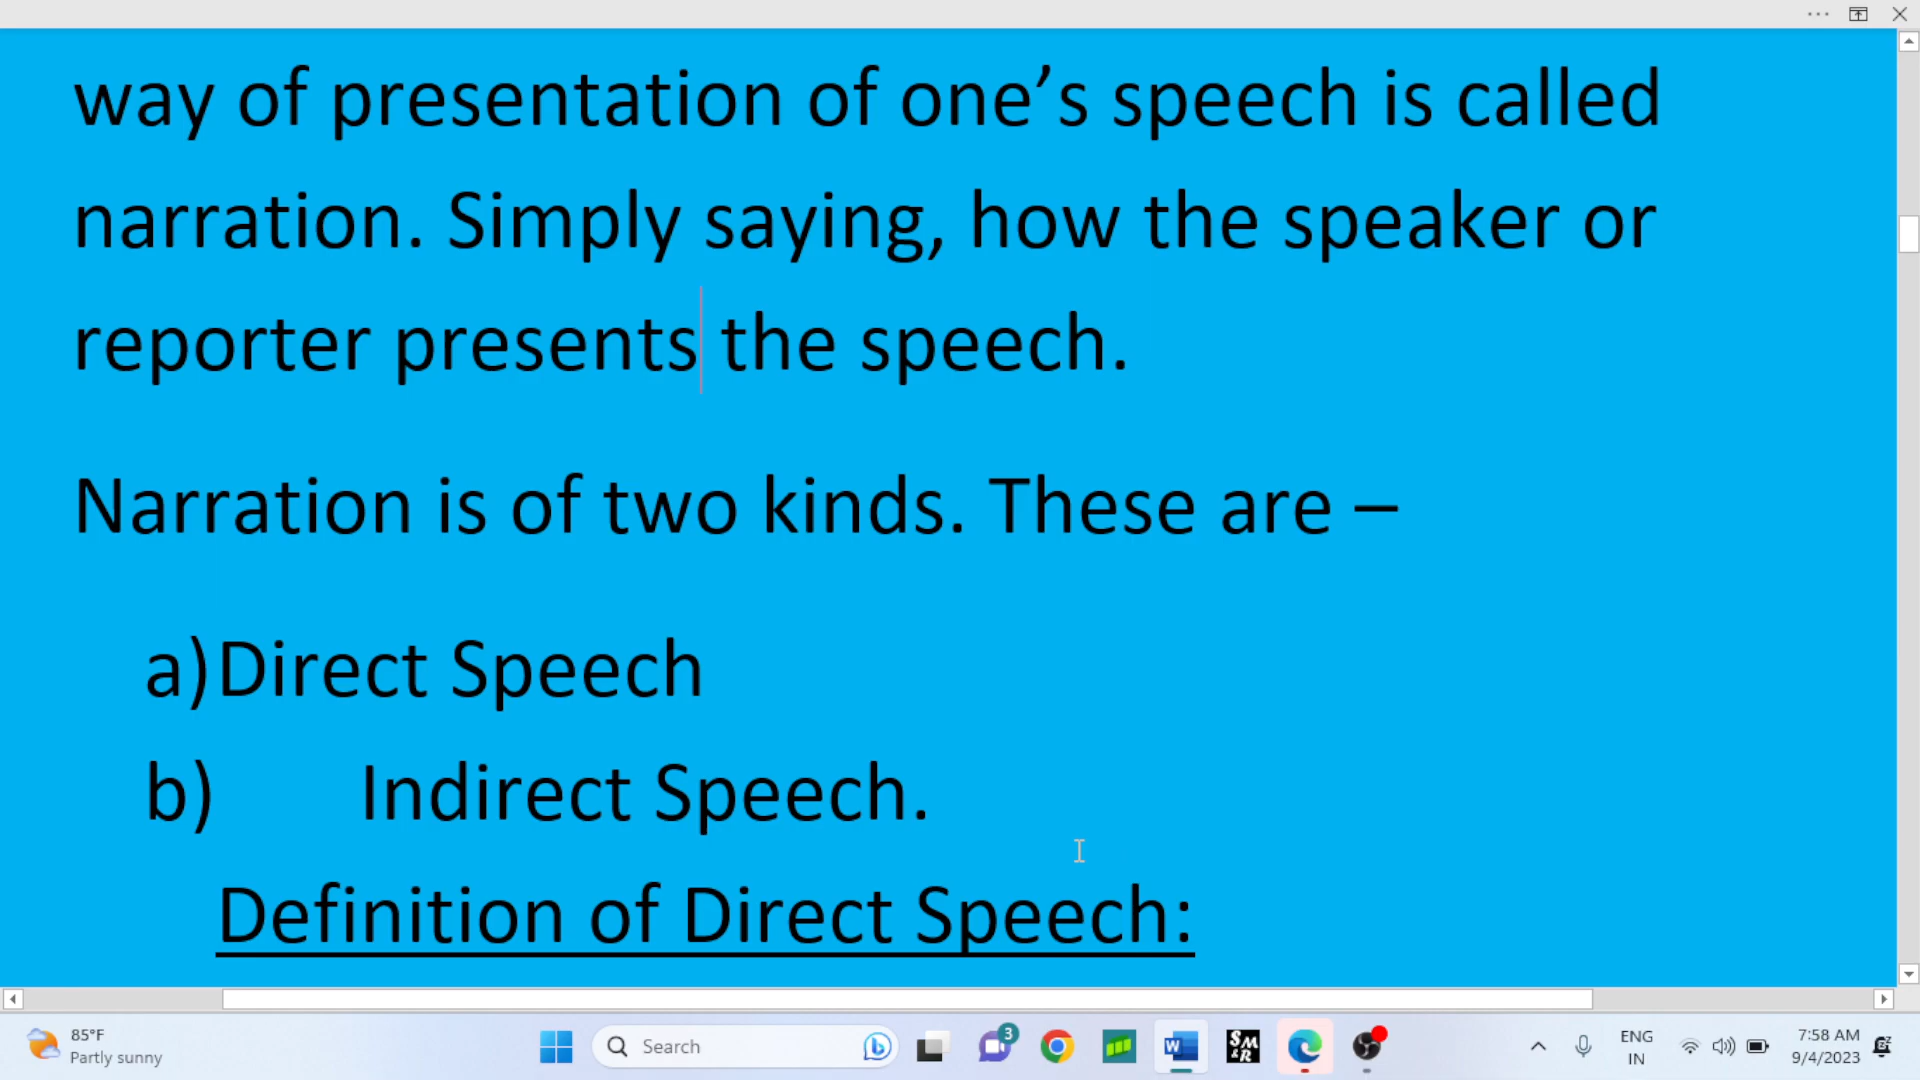 way of presentation of one’s speech is called
narration. Simply saying, how the speaker or
reporter presents the speech.
Narration is of two kinds. These are –
a) Direct Speech
b) Indirect Speech.
Definition of Direct Speech:
85°F
Partly sunny
Search
3
SM
&R
ENG
IN
7:58 AM
9/4/2023